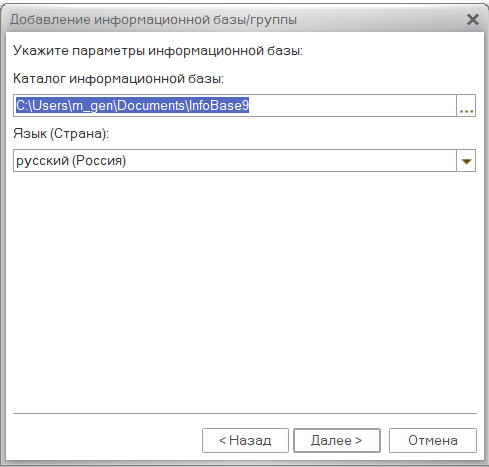 Добавление информационной базы/группы
Укажите параметры информационной базы:
Каталог информационной базы:
C:\Users\m_gen\Documents\InfoBase9
...
Язык (Страна):
русский (Россия)
< Назад
Далее >
Отмена